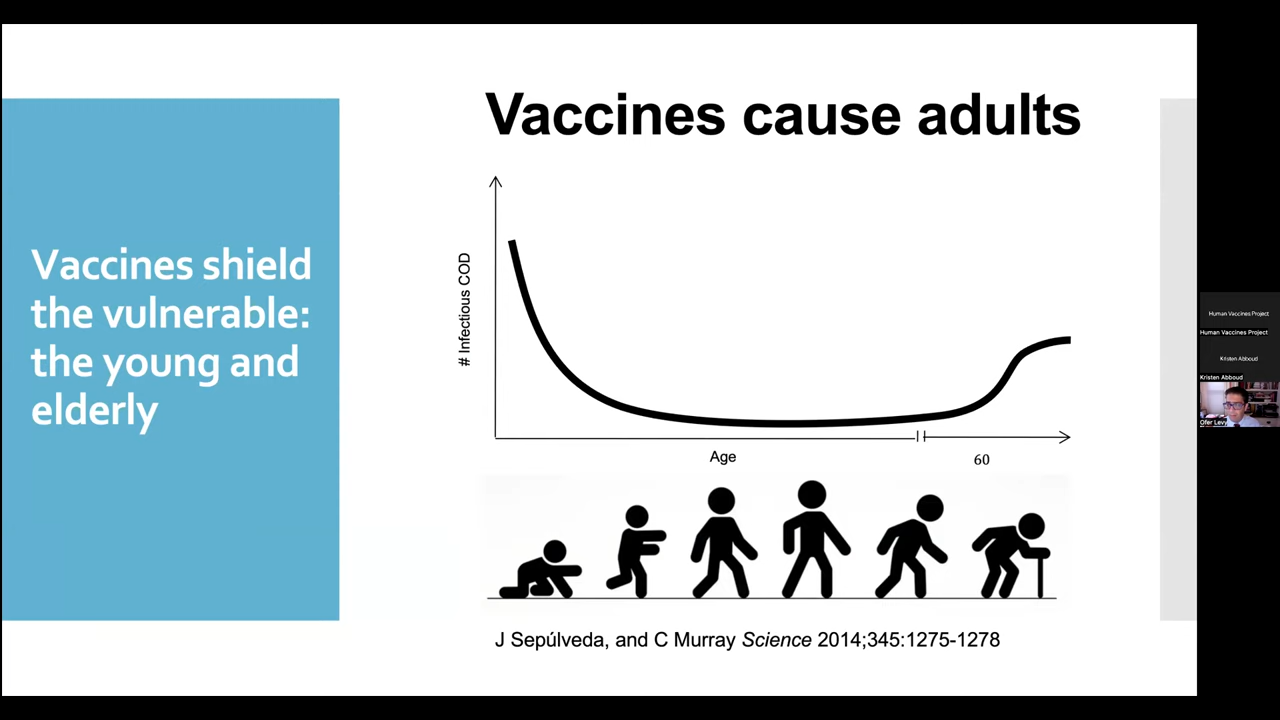 Vaccines cause adults
Vaccines shield
the vulnerable:
the young and
elderly
# Infectious COD
Age
60
J Sepúlveda, and C Murray Science 2014;345:1275-1278
Human Vaccines Project
Human Vaccines Project
Kristen Abboud
Kristen Abboud
Ofer Levy